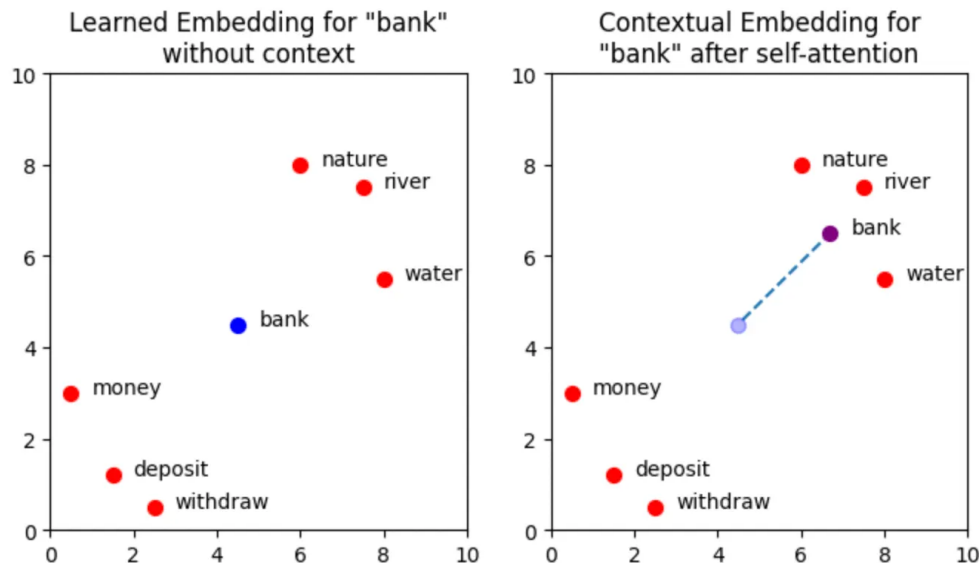 Learned Embedding for "bank"
without context
10
8
6
4
2
0
0 2 4 6 8 10
nature
river
water
bank
money
deposit
withdraw
Contextual Embedding for
"bank" after self-attention
10
8
6
4
2
0
0 2 4 6 8 10
nature
river
bank
water
money
deposit
withdraw